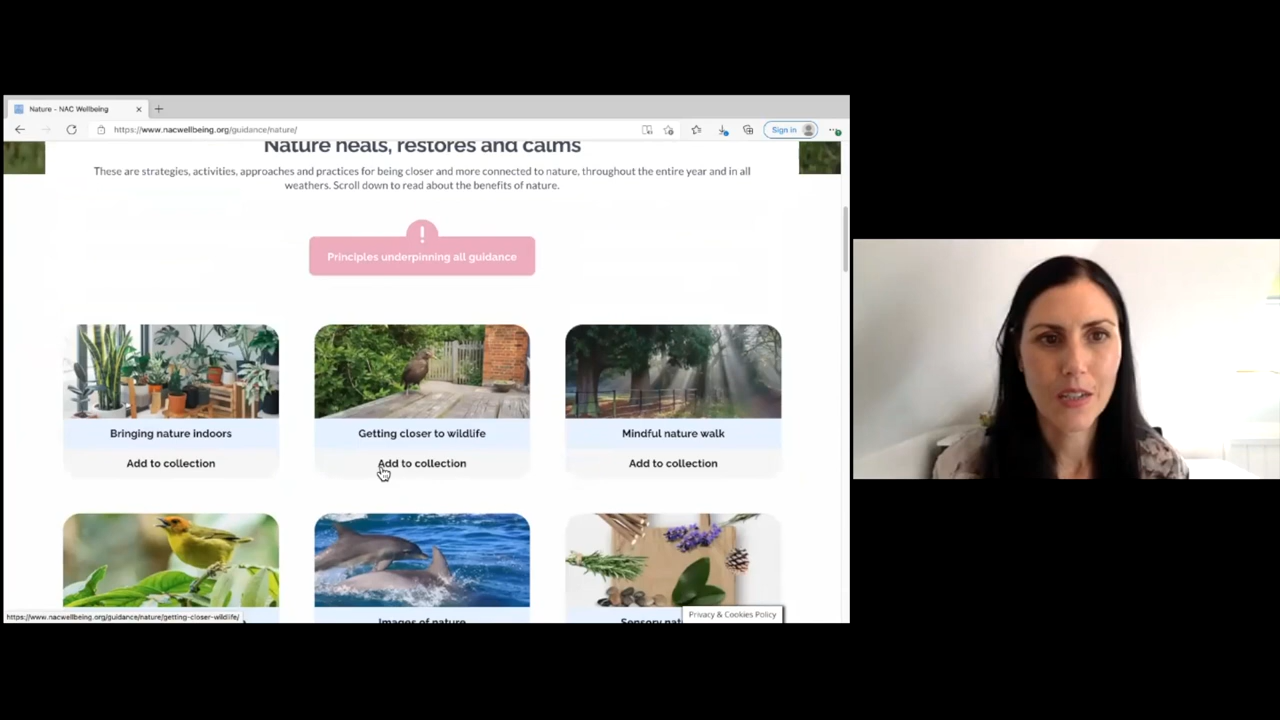 Nature - NAC Wellbeing
https://www.nacwellbeing.org/guidance/nature/
Sign in
Nature heals, restores and calms
These are strategies, activities, approaches and practices for being closer and more connected to nature, throughout the entire year and in all
weathers. Scroll down to read about the benefits of nature.
!
Principles underpinning all guidance
Bringing nature indoors
Getting closer to wildlife
Mindful nature walk
Add to collection
Add to collection
Add to collection
Images of nature
https://www.nacwellbeing.org/guidance/nature/getting-closer-wildlife/
Privacy & Cookies Policy